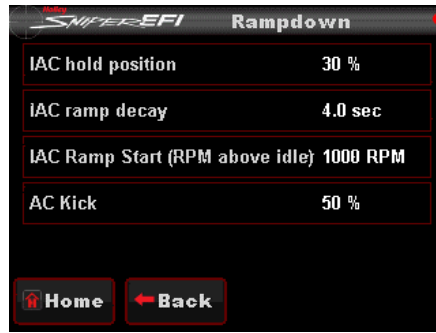 Holley
SNIPER EFI Rampdown
IAC hold position 30 %
IAC ramp decay 4.0 sec
IAC Ramp Start (RPM above idle) 1000 RPM
AC Kick 50 %
Home Back